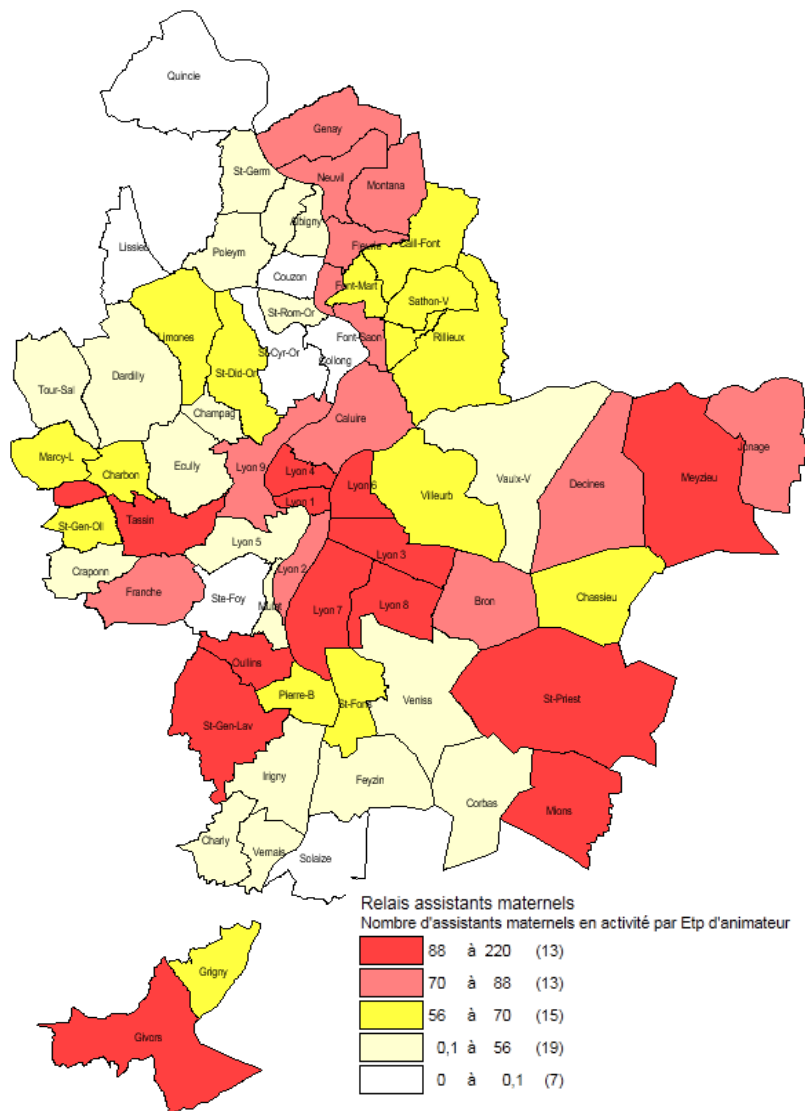 Quincie
Genay
St-Germ
Neuvil
Montana
Albigny
Lissieu
Poleym
Fleurie
Caill-Font
Couzon
Font-Mart
Sathon-V
St-Rom-Or
Limones
St-Cyr-Or
Collong
Font-Saon
Rillieux
St-Did-Or
Tour-Sal
Dardilly
Champag
Caluire
Marcy-L
Charbon
Ecully
Lyon 9
Lyon 4
Lyon 6
Villeurb
Vaulx-V
Decines
Meyzieu
Jonage
Lyon 1
St-Gen-Oll
Tassin
Lyon 5
Lyon 3
Craponn
Franche
Ste-Foy
Mulat
Lyon 2
Lyon 7
Lyon 8
Bron
Chassieu
Oullins
Pierre-B
St-Fons
Veniss
St-Priest
St-Gen-Lav
Irigny
Feyzin
Corbas
Mions
Charly
Vernais
Solaize
Grigny
Givors
Relais assistants maternels
Nombre d'assistants maternels en activité par Etp d'animateur
88 à 220 (13)
70 à 88 (13)
56 à 70 (15)
0,1 à 56 (19)
0 à 0,1 (7)